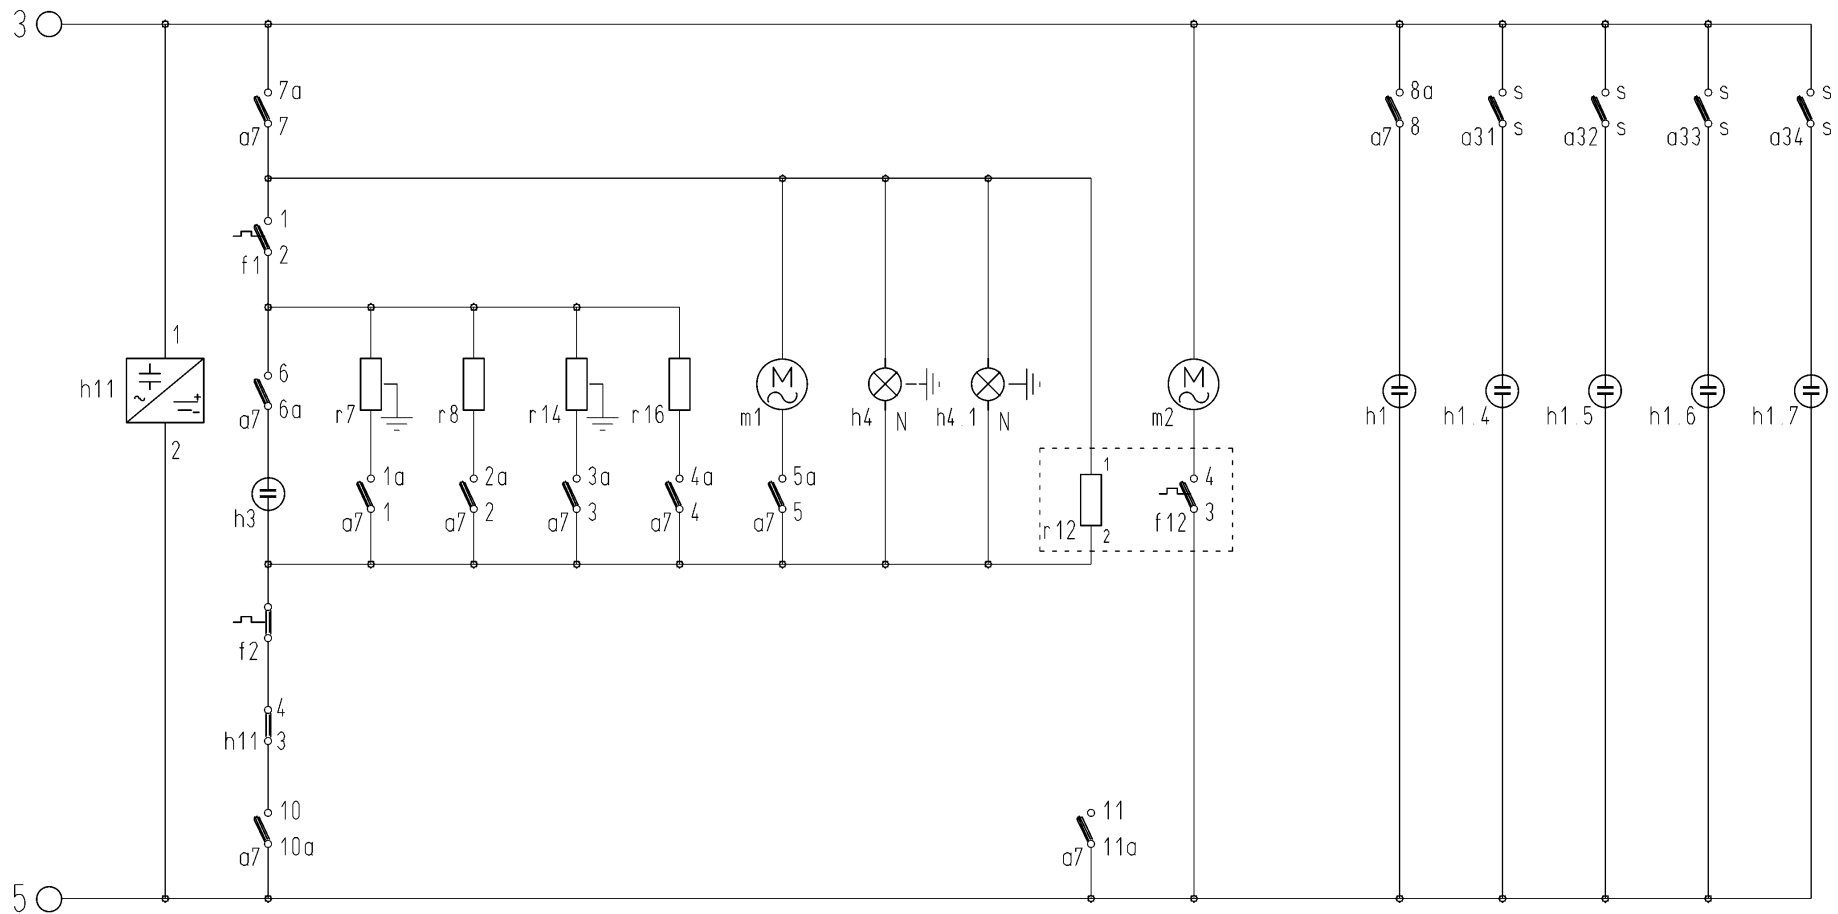 3
7a
8a s s s s
7
8 s s s s
a7
a7 a31 a32 a33 a34
1
2
f1
1
h11
6
6a
a7
r7 r8 r14 r16
M
m1
h4 N
h4.1 N
M
m2
h1 h1.4 h1.5 h1.6 h1.7
2
h3
1a 2a 3a 4a 5a
1 2 3 4 5
a7 a7 a7 a7 a7
1
r12
2
4
f12 3
f2
4
h11 3
10
a7 10a
11
a7 11a
5